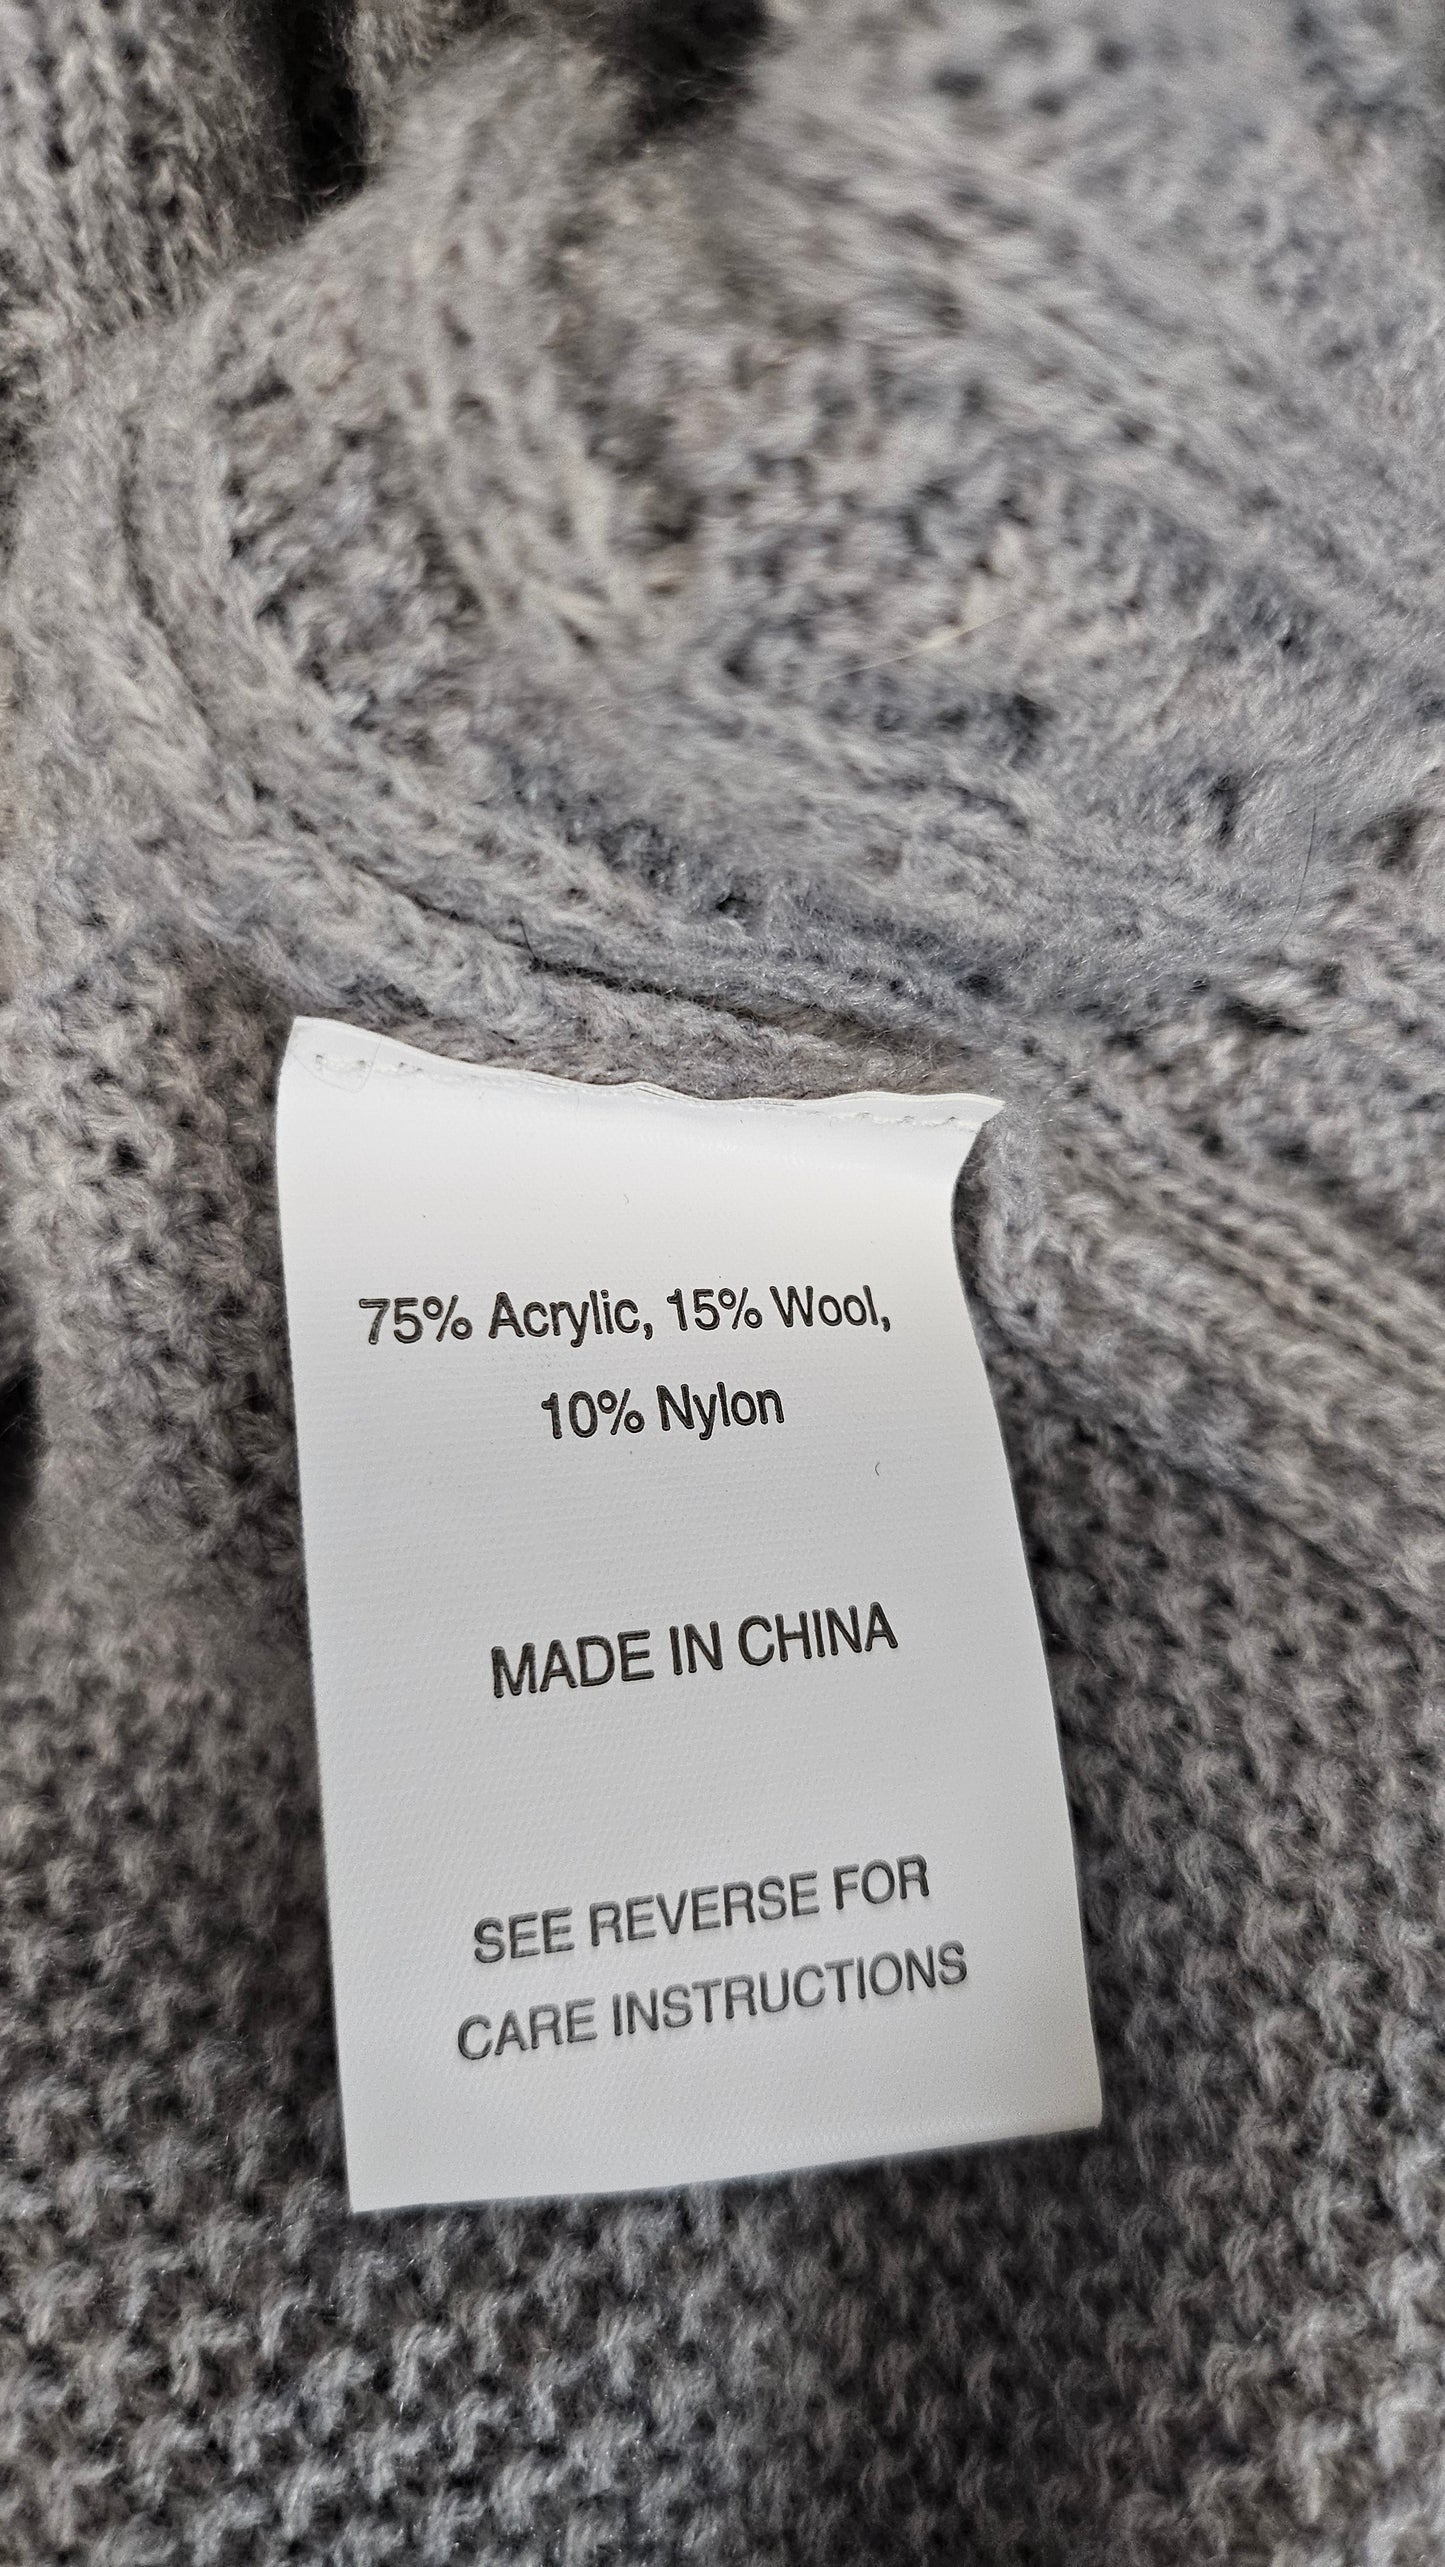 75% Acrylic, 15% Wool,
10% Nylon
MADE IN CHINA
SEE REVERSE FOR
CARE INSTRUCTIONS